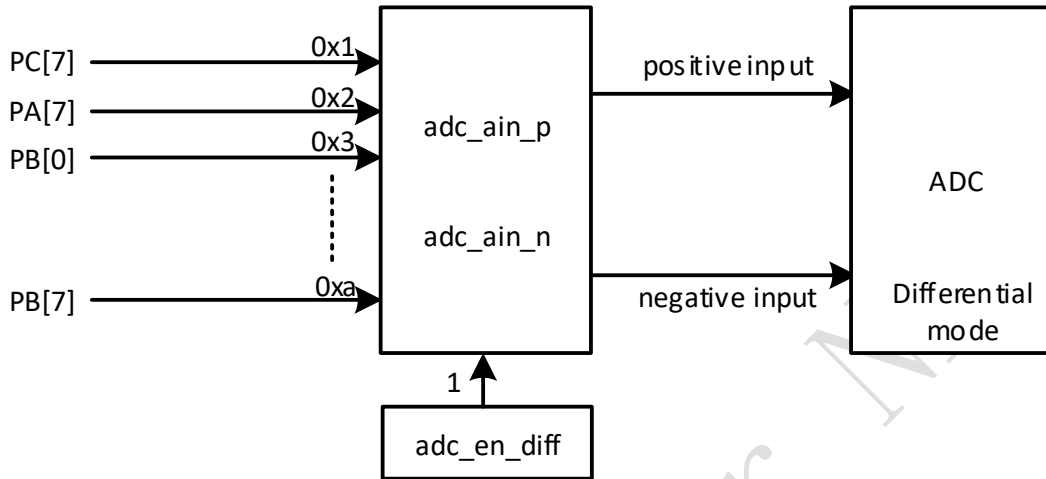 PC[7]
0x1
PA[7]
0x2
PB[0]
0x3
PB[7]
0xa
adc_ain_p
adc_ain_n
1
adc_en_diff
positive input
negative input
ADC
Differential
mode